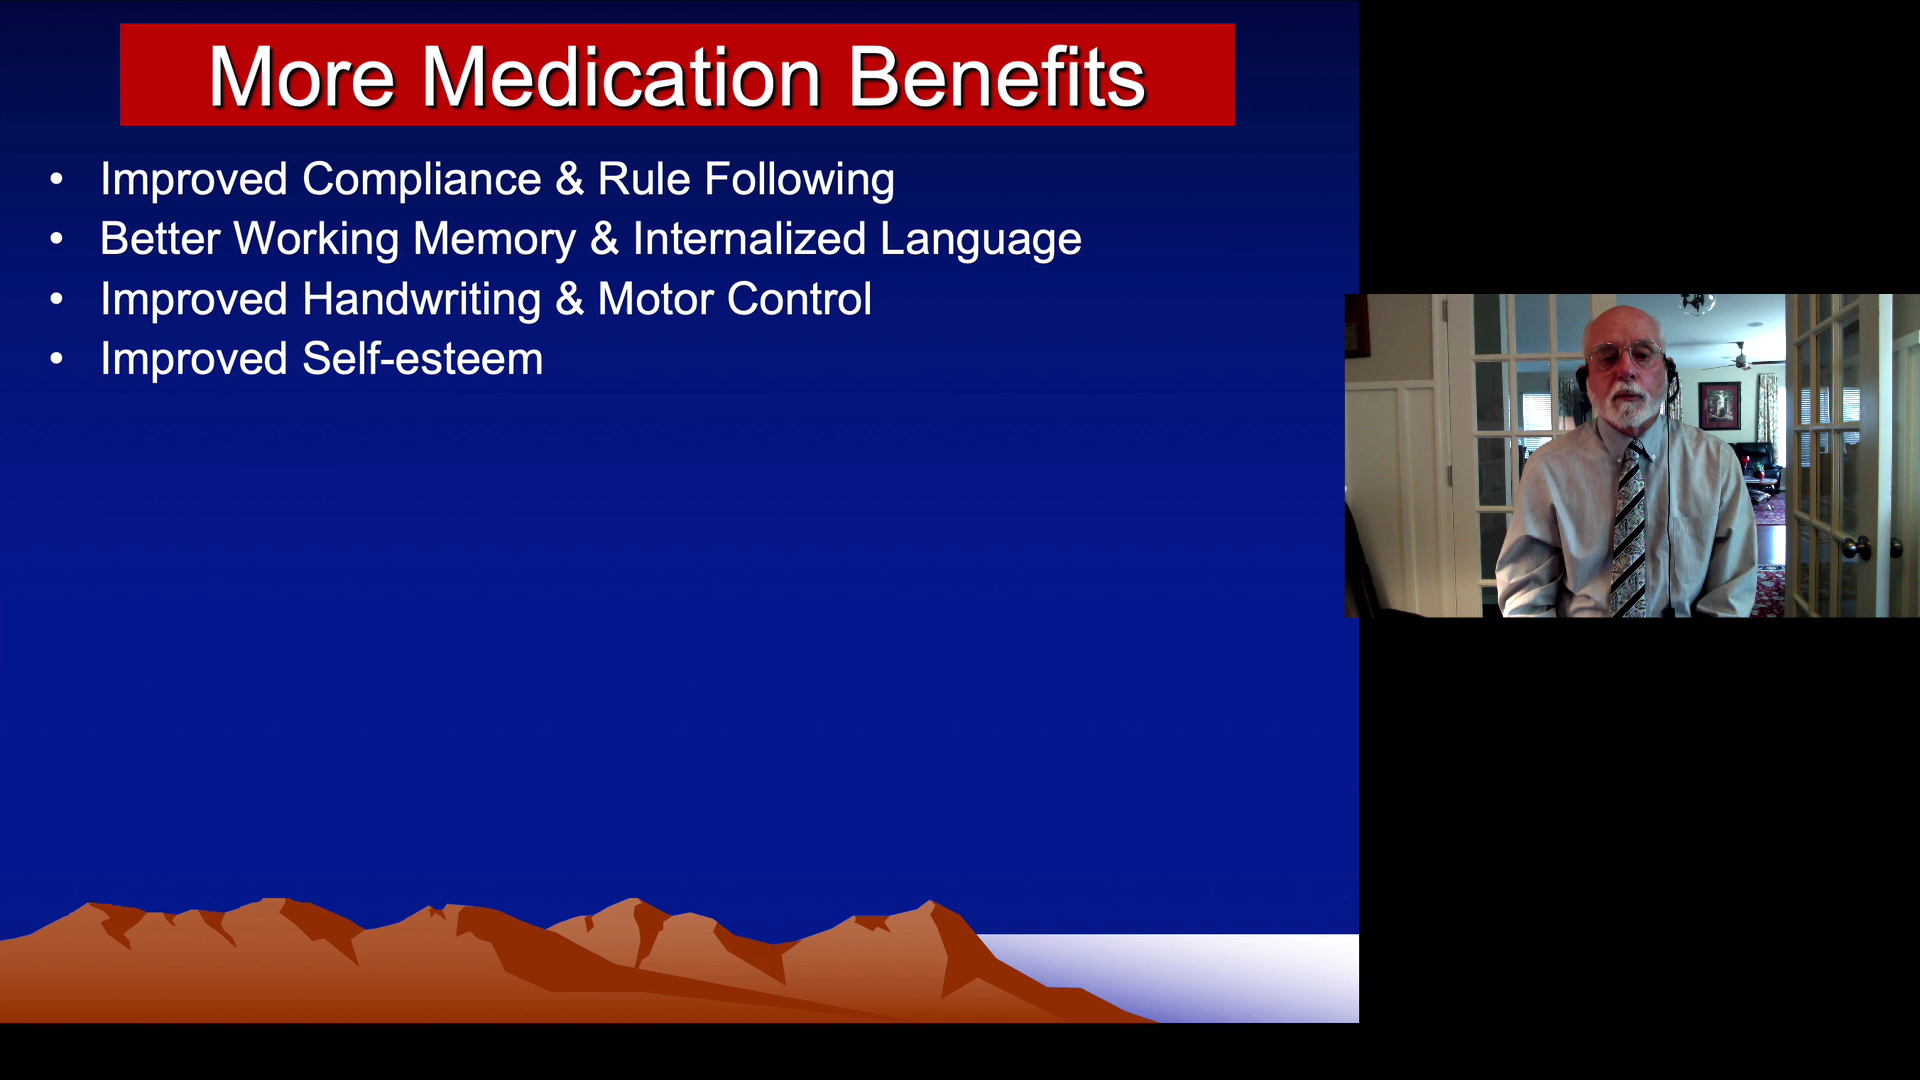 More Medication Benefits
• Improved Compliance & Rule Following
• Better Working Memory & Internalized Language
• Improved Handwriting & Motor Control
• Improved Self-esteem